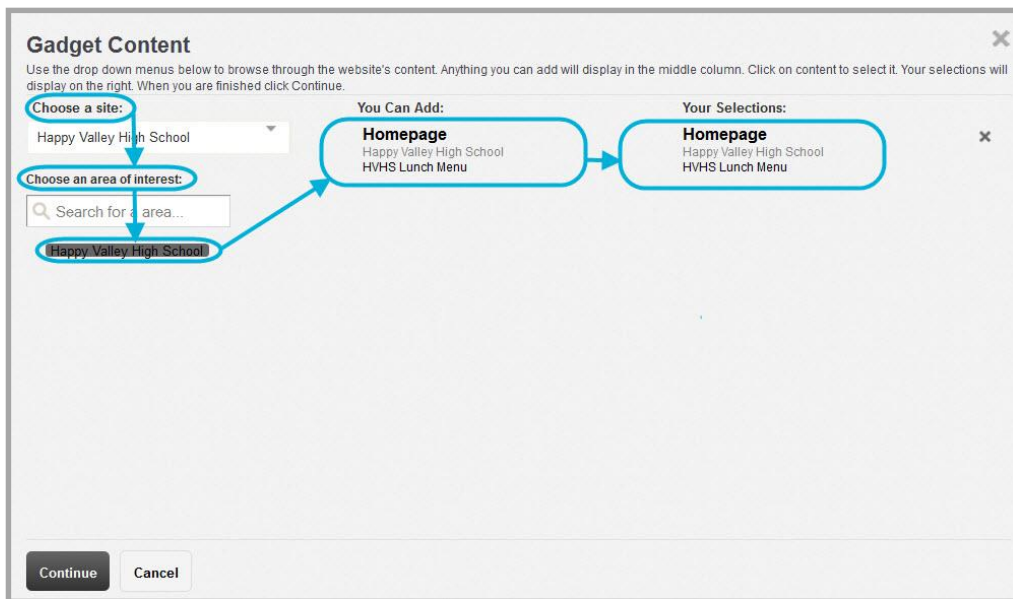 Gadget Content
Use the drop down menus below to browse through the website's content. Anything you can add will display in the middle column. Click on content to select it. Your selections will
display on the right. When you are finished click Continue.
Choose a site:
Happy Valley High School
Choose an area of interest:
Search for a area...
Happy Valley High School
You Can Add:
Homepage
Happy Valley High School
HVHS Lunch Menu
Your Selections:
Homepage
Happy Valley High School
HVHS Lunch Menu
Continue
Cancel